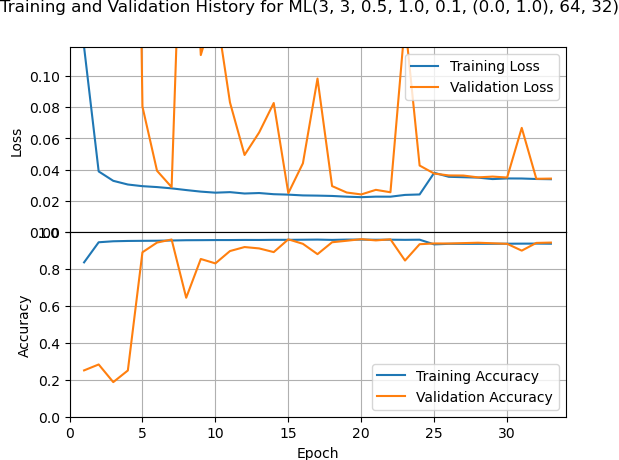 Training and Validation History for ML(3, 3, 0.5, 1.0, 0.1, (0.0, 1.0), 64, 32)
0.10
0.08
0.06
0.04
0.02
0.00
Loss
Training Loss
Validation Loss
1.0
0.8
0.6
0.4
0.2
0.0
Accuracy
Training Accuracy
Validation Accuracy
0 5 10 15 20 25 30
Epoch